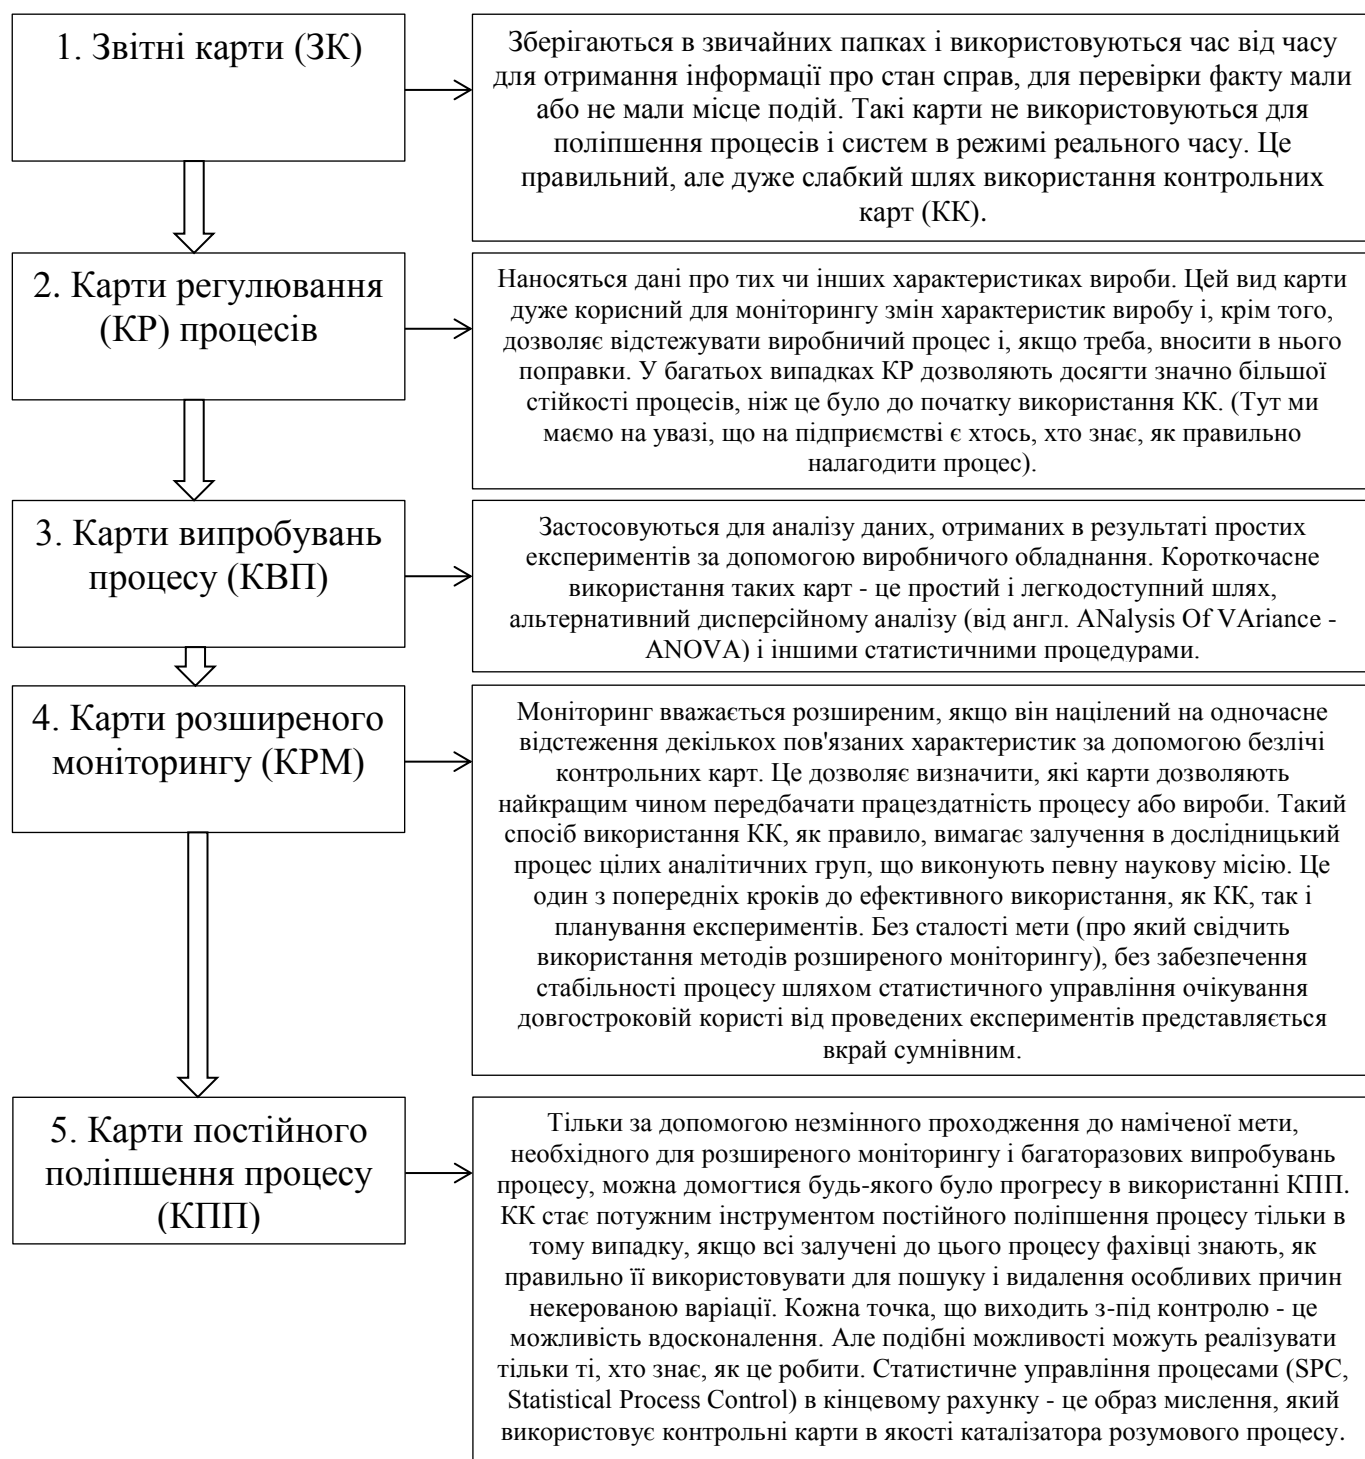 1. Звітні карти (ЗК)
Зберігаються в звичайних папках і використовуються час від часу
для отримання інформації про стан справ, для перевірки факту мали
або не мали місце подій. Такі карти не використовуються для
поліпшення процесів і систем в режимі реального часу. Це
правильний, але дуже слабкий шлях використання контрольних
карт (КК).
2. Карти регулювання
(КР) процесів
Наносяться дані про тих чи інших характеристиках вироби. Цей вид карти
дуже корисний для моніторингу змін характеристик виробу і, крім того,
дозволяє відстежувати виробничий процес і, якщо треба, вносити в нього
поправки. У багатьох випадках КР дозволяють досягти значно більшої
стійкості процесів, ніж це було до початку використання КК. (Тут ми
маємо на увазі, що на підприємстві є хтось, хто знає, як правильно
налагодити процес).
3. Карти випробувань
процесу (КВП)
Застосовуються для аналізу даних, отриманих в результаті простих
експериментів за допомогою виробничого обладнання. Короткочасне
використання таких карт - це простий і легкодоступний шлях,
альтернативний дисперсійному аналізу (від англ. ANalysis Of VAriance -
ANOVA) і іншими статистичними процедурами.
4. Карти розширеного
моніторингу (КРМ)
Моніторинг вважається розширеним, якщо він націлений на одночасне
відстеження декількох пов'язаних характеристик за допомогою безлічі
контрольних карт. Це дозволяє визначити, які карти дозволяють
найкращим чином передбачати працездатність процесу або вироби. Такий
спосіб використання КК, як правило, вимагає залучення в дослідницький
процес цілих аналітичних груп, що виконують певну наукову місію. Це
один з попередніх кроків до ефективного використання, як КК, так і
планування експериментів. Без сталості мети (про який свідчить
використання методів розширеного моніторингу), без забезпечення
стабільності процесу шляхом статистичного управління очікування
довгостроковій користі від проведених експериментів представляється
вкрай сумнівним.
5. Карти постійного
поліпшення процесу
(КПП)
Тільки за допомогою незмінного проходження до наміченої мети,
необхідного для розширеного моніторингу і багаторазових випробувань
процесу, можна домогтися будь-якого було прогресу в використанні КПП.
КК стає потужним інструментом постійного поліпшення процесу тільки в
тому випадку, якщо всі залучені до цього процесу фахівці знають, як
правильно її використовувати для пошуку і видалення особливих причин
некерованою варіації. Кожна точка, що виходить з-під контролю - це
можливість вдосконалення. Але подібні можливості можуть реалізувати
тільки ті, хто знає, як це робити. Статистичне управління процесами (SPC,
Statistical Process Control) в кінцевому рахунку - це образ мислення, який
використовує контрольні карти в якості каталізатора розумового процесу.